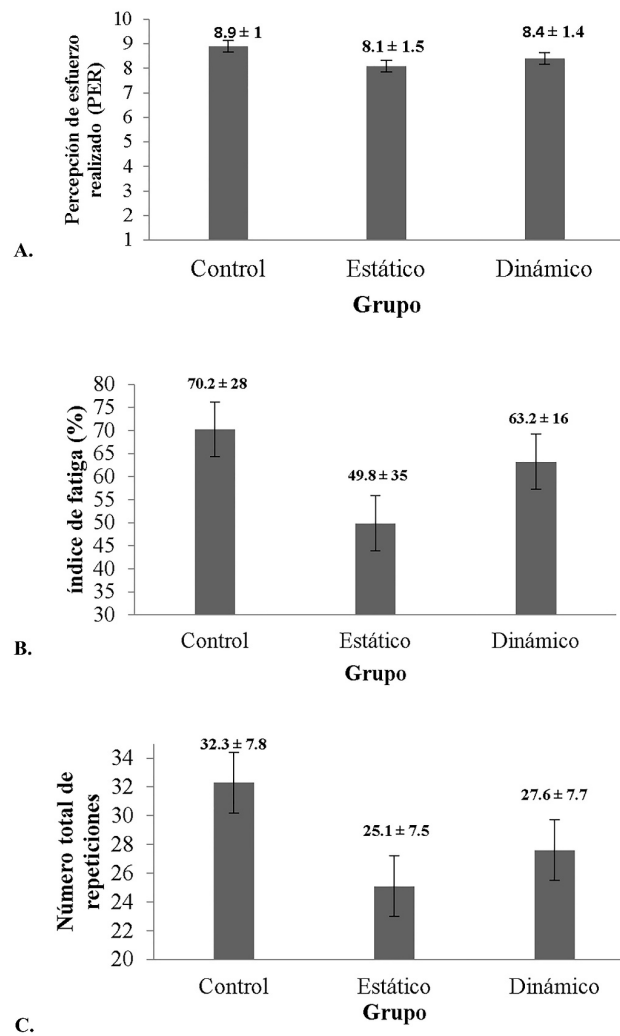 Percepción de esfuerzo
realizado (PER)
10
9
8
7
6
5
4
3
2
1
8.9 ± 1
8.1 ± 1.5
8.4 ± 1.4
A.
Control Estático Dinámico
Grupo
índice de fatiga (%)
80
75
70
65
60
55
50
45
40
35
30
70.2 ± 28
49.8 ± 35
63.2 ± 16
Control Estático Dinámico
B.
Grupo
Número total de
repeticiones
34
32
30
28
26
24
22
20
32.3 ± 7.8
25.1 ± 7.5
27.6 ± 7.7
Control Estático Dinámico
Grupo
C.